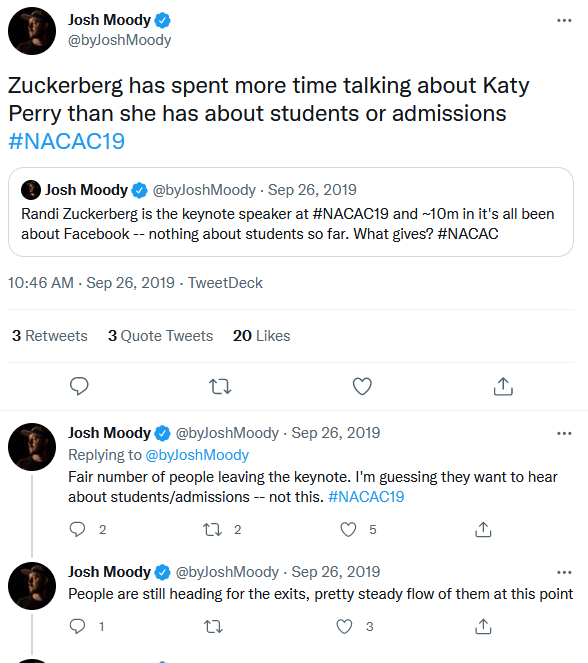 Josh Moody
@byJoshMoody
Zuckerberg has spent more time talking about Katy
Perry than she has about students or admissions
#NACAC19
Josh Moody @byJoshMoody · Sep 26, 2019
Randi Zuckerberg is the keynote speaker at #NACAC19 and ~10m in it's all been
about Facebook -- nothing about students so far. What gives? #NACAC
10:46 AM · Sep 26, 2019 · TweetDeck
3 Retweets 3 Quote Tweets 20 Likes
Josh Moody @byJoshMoody · Sep 26, 2019
Replying to @byJoshMoody
Fair number of people leaving the keynote. I'm guessing they want to hear
about students/admissions -- not this. #NACAC19
2 2 5
Josh Moody @byJoshMoody · Sep 26, 2019
People are still heading for the exits, pretty steady flow of them at this point
1 3